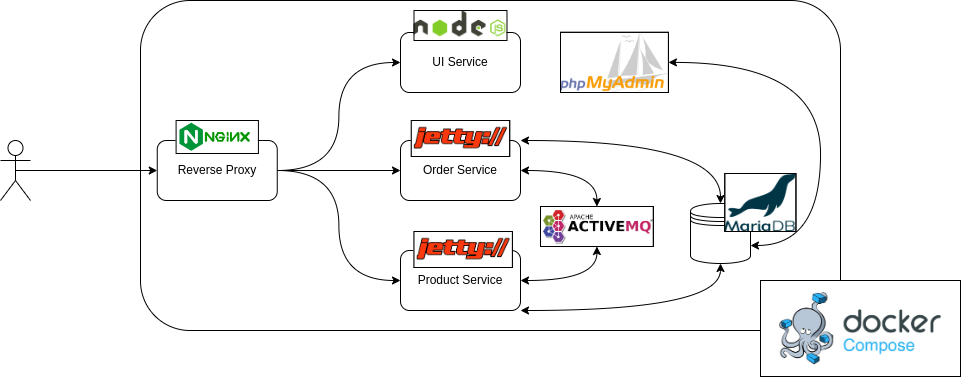 node
JS
UI Service
phpMyAdmin
NGINX
Reverse Proxy
jetty://
Order Service
APACHE
ACTIVEMQ
MariaDB
jetty://
Product Service
docker
Compose